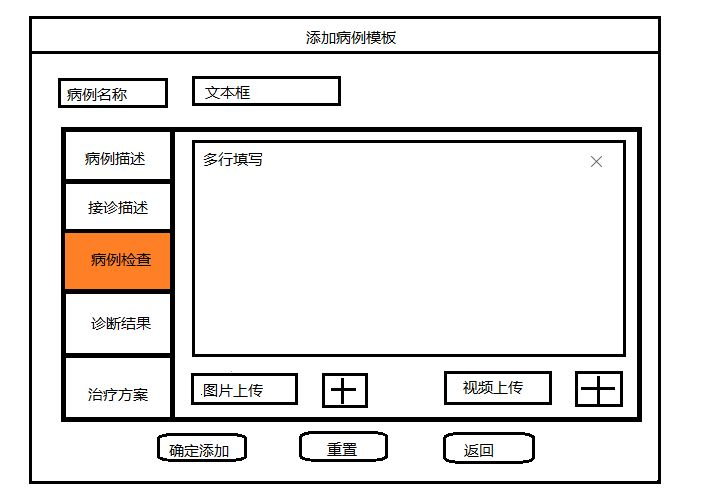 添加病例模板
病例名称
文本框
病例描述
接诊描述
病例检查
诊断结果
治疗方案
多行填写
图片上传
视频上传
确定添加
重置
返回